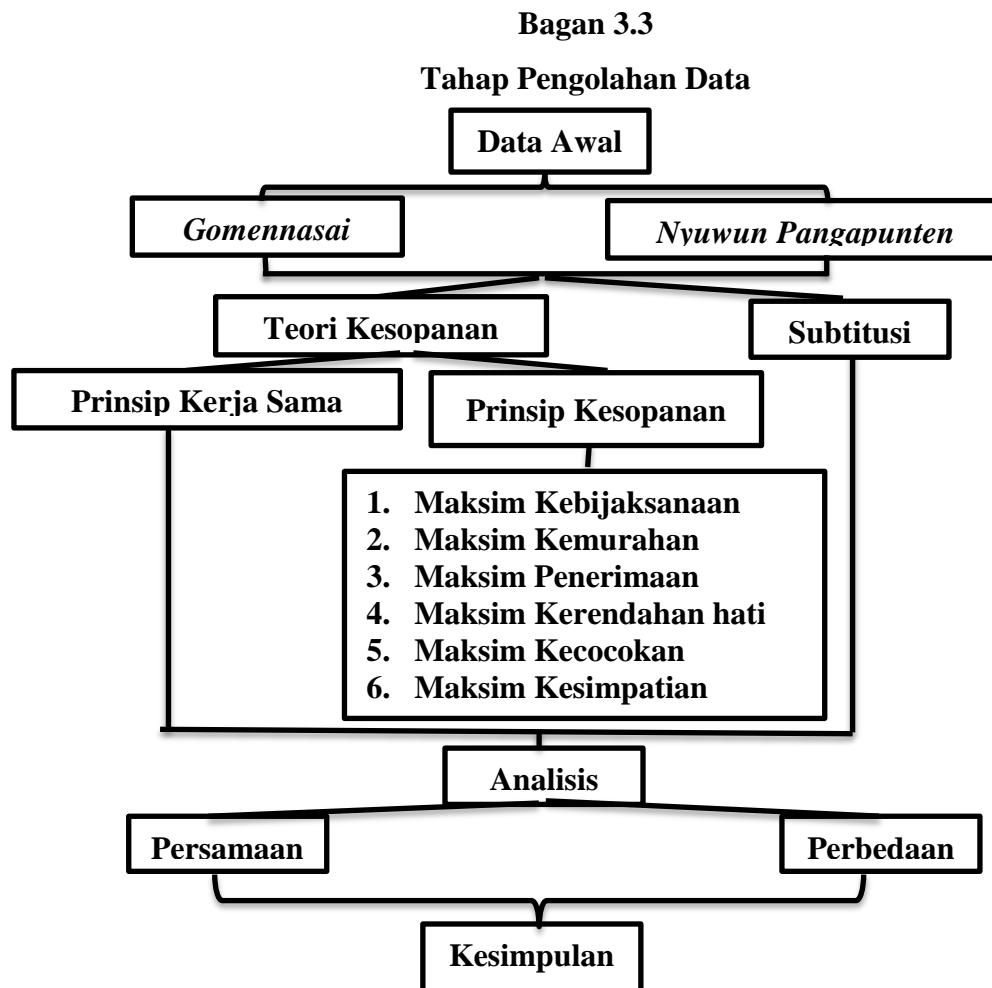 Bagan 3.3
Tahap Pengolahan Data
Data Awal
Gomennasai
Nyuwun Pangapunten
Teori Kesopanan
Subtitusi
Prinsip Kerja Sama
Prinsip Kesopanan
1. Maksim Kebijaksanaan
2. Maksim Kemurahan
3. Maksim Penerimaan
4. Maksim Kerendahan hati
5. Maksim Kecocokan
6. Maksim Kesimpatian
Analisis
Persamaan
Perbedaan
Kesimpulan